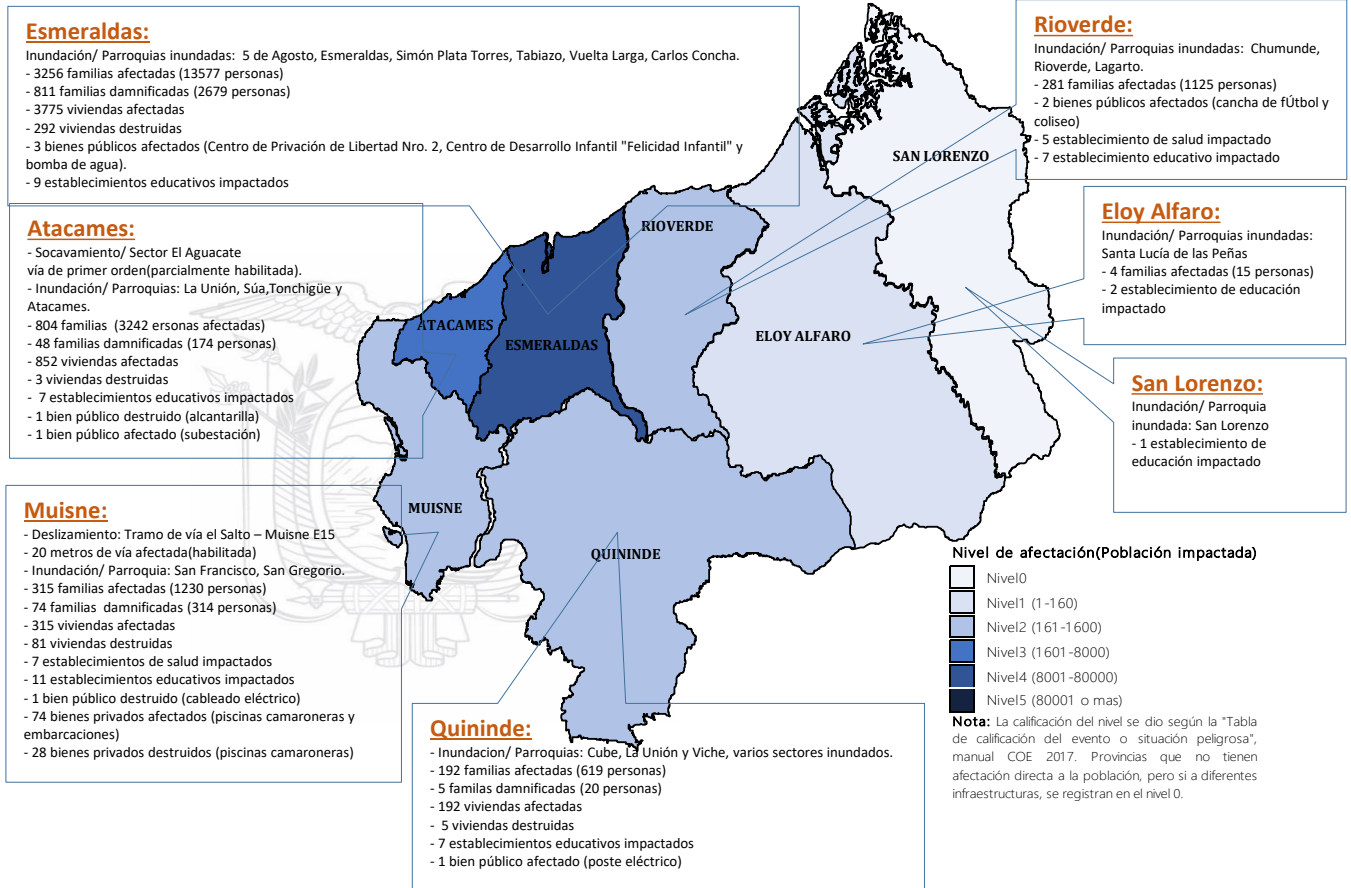 Esmeraldas:
Inundación/ Parroquias inundadas: 5 de Agosto, Esmeraldas, Simón Plata Torres, Tabiazo, Vuelta Larga, Carlos Concha.
- 3256 familias afectadas (13577 personas)
- 811 familias damnificadas (2679 personas)
- 3775 viviendas afectadas
- 292 viviendas destruidas
- 3 bienes públicos afectados (Centro de Privación de Libertad Nro. 2, Centro de Desarrollo Infantil "Felicidad Infantil" y
bomba de agua).
- 9 establecimientos educativos impactados
Rioverde:
Inundación/ Parroquias inundadas: Chumunde,
Rioverde, Lagarto.
- 281 familias afectadas (1125 personas)
- 2 bienes públicos afectados (cancha de fÚtbol y
coliseo)
- 5 establecimiento de salud impactado
- 7 establecimiento educativo impactado
Atacames:
- Socavamiento/ Sector El Aguacate
vía de primer orden(parcialmente habilitada).
- Inundación/ Parroquias: La Unión, Súa,Tonchigüe y
Atacames.
- 804 familias (3242 ersonas afectadas)
- 48 familias damnificadas (174 personas)
- 852 viviendas afectadas
- 3 viviendas destruidas
- 7 establecimientos educativos impactados
- 1 bien público destruido (alcantarilla)
- 1 bien público afectado (subestación)
Eloy Alfaro:
Inundación/ Parroquias inundadas:
Santa Lucía de las Peñas
- 4 familias afectadas (15 personas)
- 2 establecimiento de educación
impactado
San Lorenzo:
Inundación/ Parroquia
inundada: San Lorenzo
- 1 establecimiento de
educación impactado
SAN LORENZO
RIOVERDE
ATACAMES
ESMERALDAS
ELOY ALFARO
MUISNE
QUININDE
Muisne:
- Deslizamiento: Tramo de vía el Salto – Muisne E15
- 20 metros de vía afectada(habilitada)
- Inundación/ Parroquia: San Francisco, San Gregorio.
- 315 familias afectadas (1230 personas)
- 74 familias damnificadas (314 personas)
- 315 viviendas afectadas
- 81 viviendas destruidas
- 7 establecimientos de salud impactados
- 11 establecimientos educativos impactados
- 1 bien público destruido (cableado eléctrico)
- 74 bienes privados afectados (piscinas camaroneras y
embarcaciones)
- 28 bienes privados destruidos (piscinas camaroneras)
Quininde:
- Inundacion/ Parroquias: Cube, La Unión y Viche, varios sectores inundados.
- 192 familias afectadas (619 personas)
- 5 familas damnificadas (20 personas)
- 192 viviendas afectadas
- 5 viviendas destruidas
- 7 establecimientos educativos impactados
- 1 bien público afectado (poste eléctrico)
Nivel de afectación(Población impactada)
Nivel0
Nivel1 (1-160)
Nivel2 (161-1600)
Nivel3 (1601-8000)
Nivel4 (8001-80000)
Nivel5 (80001 o mas)
Nota: La calificación del nivel se dio según la "Tabla
de calificación del evento o situación peligrosa",
manual COE 2017. Provincias que no tienen
afectación directa a la población, pero si a diferentes
infraestructuras, se registran en el nivel 0.